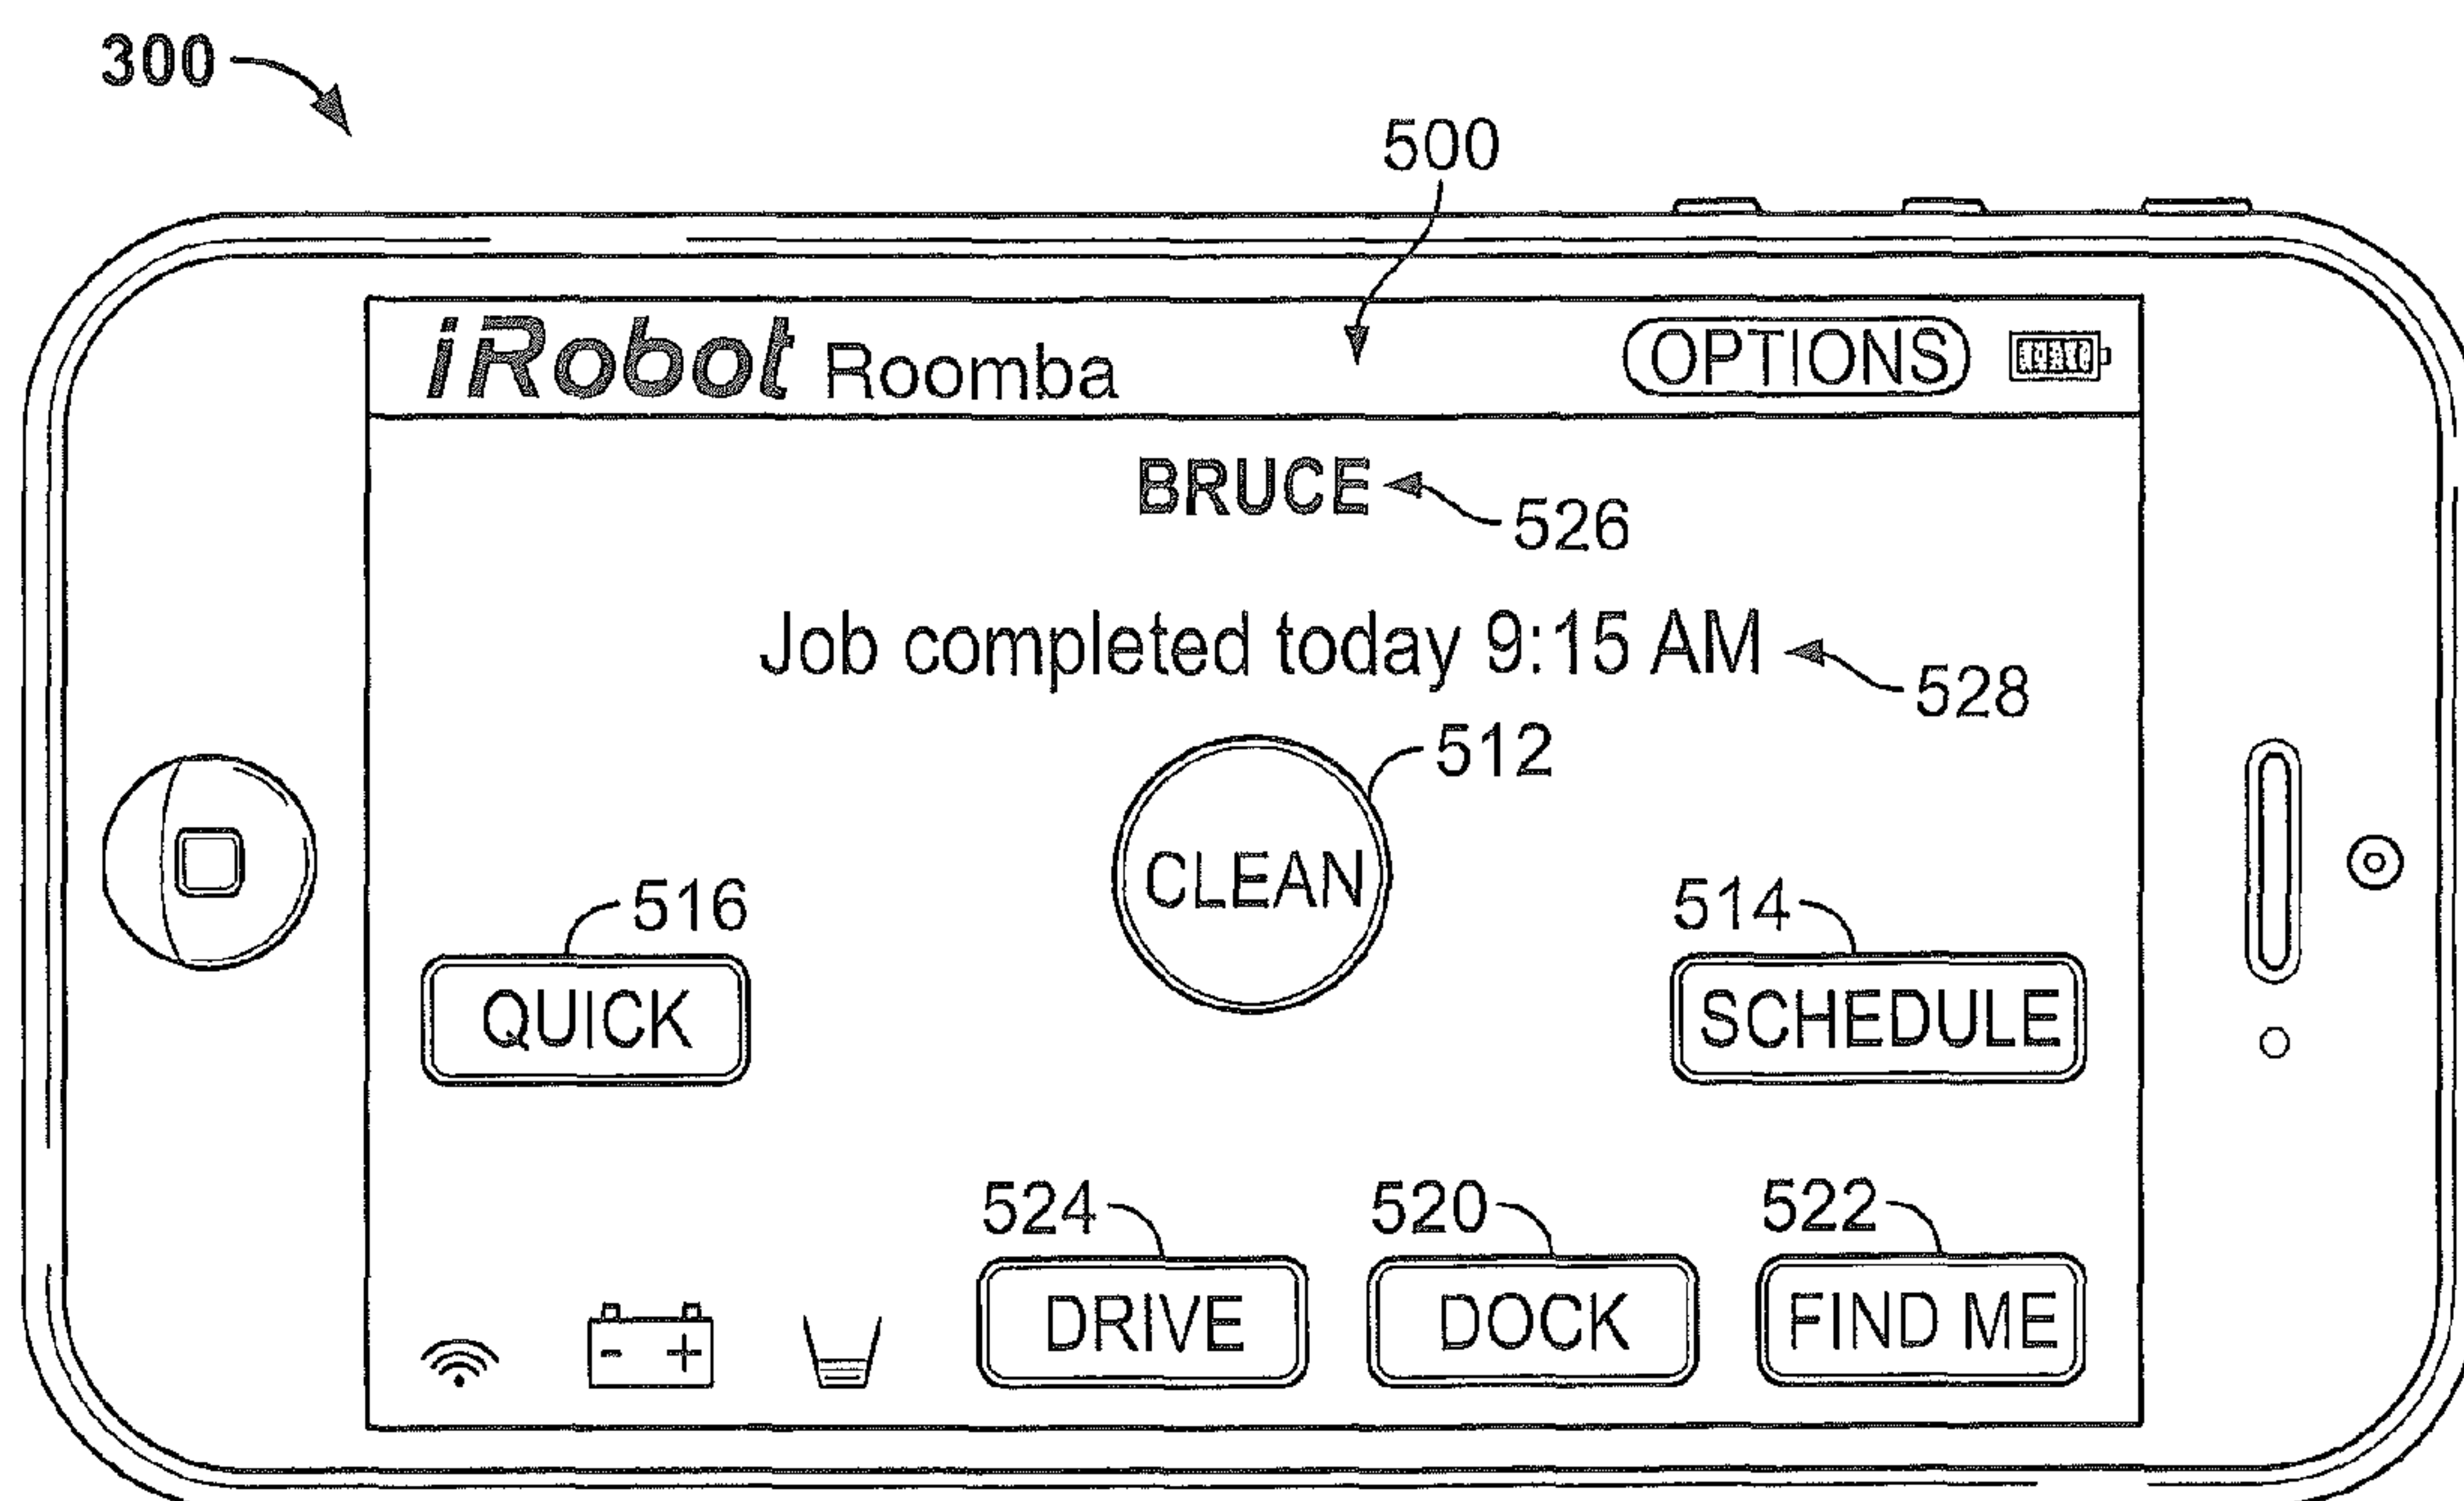 300
500
iRobot Roomba OPTIONS
BRUCE
526
Job completed today 9:15 AM
528
512
CLEAN
516
514
QUICK
SCHEDULE
524
520
522
- +
DRIVE
DOCK
FIND ME